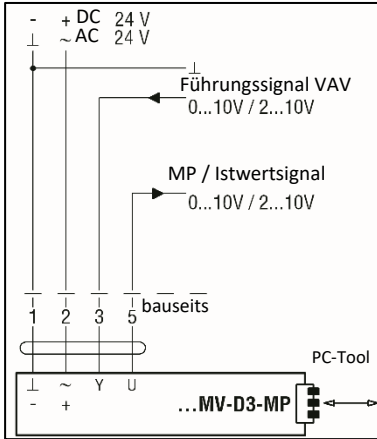 - + DC 24 V
⊥ ~ AC 24 V
⊥
Führungssignal VAV
0...10V / 2...10V
MP / Istwertsignal
0...10V / 2...10V
bauseits
1 2 3 5
PC-Tool
⊥ ~ Y U
- +
...MV-D3-MP